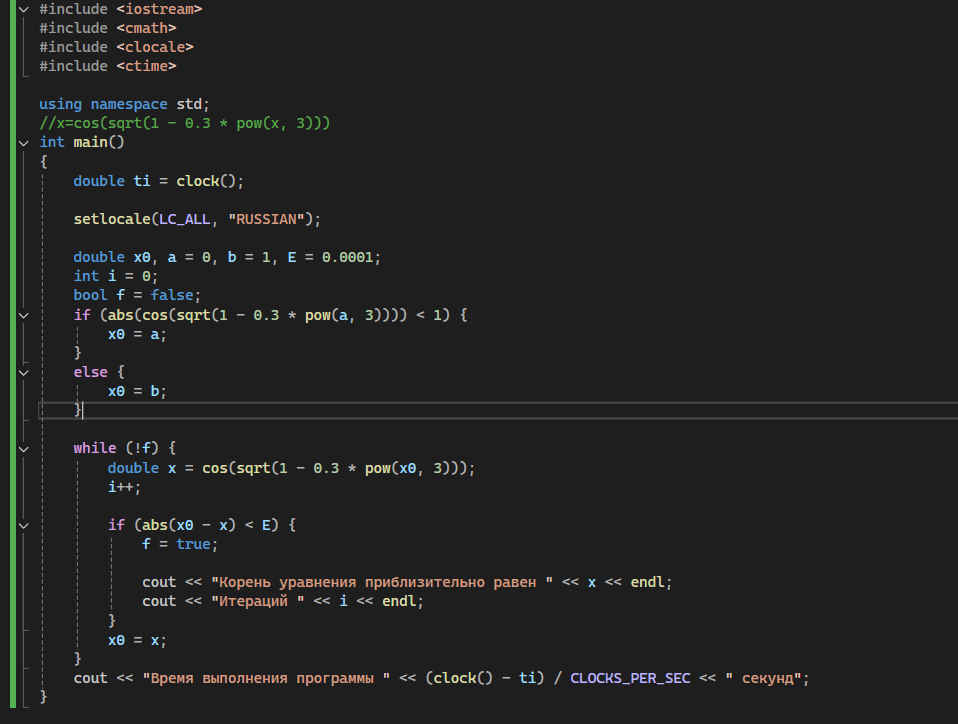 #include <iostream>
#include <cmath>
#include <clocale>
#include <ctime>
using namespace std;
//x=cos(sqrt(1 - 0.3 * pow(x, 3)))
int main()
{
double ti = clock();
setlocale(LC_ALL, "RUSSIAN");
double x0, a = 0, b = 1, E = 0.0001;
int i = 0;
bool f = false;
if (abs(cos(sqrt(1 - 0.3 * pow(a, 3)))) < 1) {
x0 = a;
}
else {
x0 = b;
}
while (!f) {
double x = cos(sqrt(1 - 0.3 * pow(x0, 3)));
i++;
if (abs(x0 - x) < E) {
f = true;
cout << "Корень уравнения приблизительно равен " << x << endl;
cout << "Итераций " << i << endl;
}
x0 = x;
}
cout << "Время выполнения программы " << (clock() - ti) / CLOCKS_PER_SEC << " секунд";
}